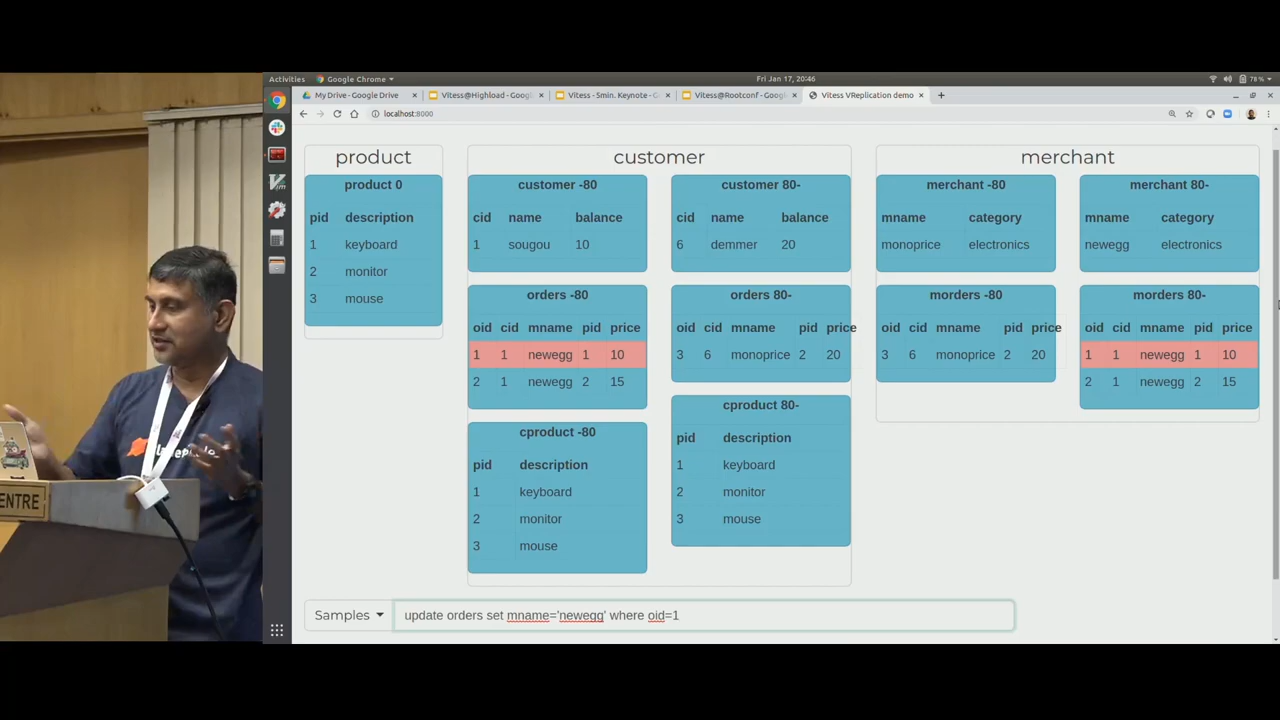 Activities
Google Chrome
Fri Jan 17, 20:46
78 %
My Drive - Google Drive
Vitess@Highload - Goog
Vitess - 5min. Keynote - G
Vitess@Rootconf - Googl
Vitess VReplication demo
localhost:8000
product
product 0
pid description
1 keyboard
2 monitor
3 mouse
customer
customer -80
cid name balance
1 sougou 10
customer 80-
cid name balance
6 demmer 20
orders -80
oid cid mname pid price
1 1 newegg 1 10
2 1 newegg 2 15
orders 80-
oid cid mname pid price
3 6 monoprice 2 20
cproduct -80
pid description
1 keyboard
2 monitor
3 mouse
cproduct 80-
pid description
1 keyboard
2 monitor
3 mouse
merchant
merchant -80
mname category
monoprice electronics
merchant 80-
mname category
newegg electronics
morders -80
oid cid mname pid price
3 6 monoprice 2 20
morders 80-
oid cid mname pid price
1 1 newegg 1 10
2 1 newegg 2 15
Samples
update orders set mname='newegg' where oid=1
ENTRE